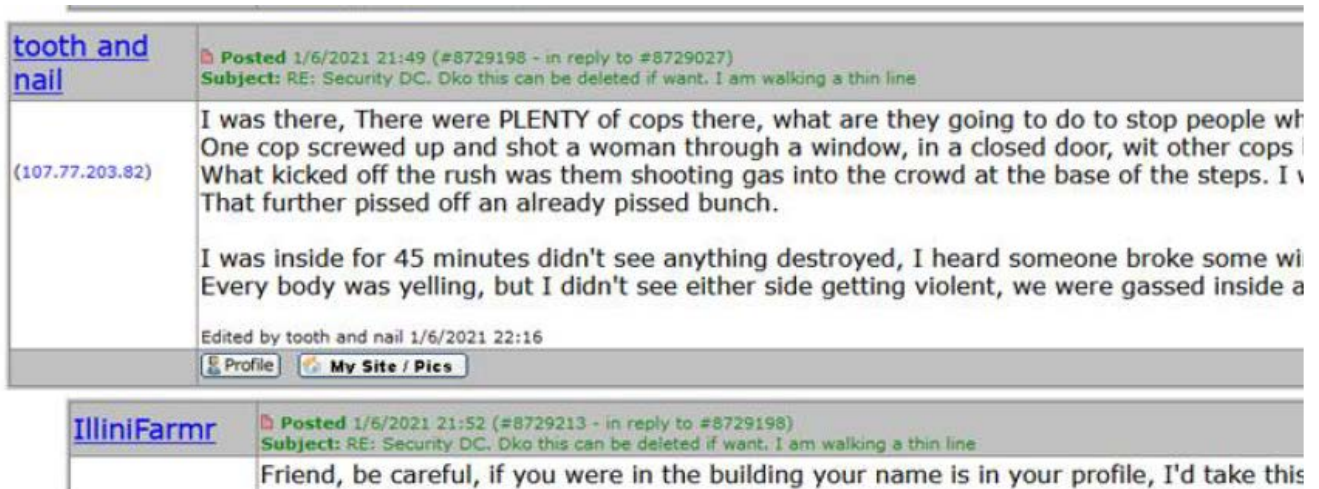 tooth and
nail
Posted 1/6/2021 21:49 (#8729198 - in reply to #8729027)
Subject: RE: Security DC. Dko this can be deleted if want. I am walking a thin line
(107.77.203.82)
I was there, There were PLENTY of cops there, what are they going to do to stop people wh
One cop screwed up and shot a woman through a window, in a closed door, wit other cops
What kicked off the rush was them shooting gas into the crowd at the base of the steps. I
That further pissed off an already pissed bunch.
I was inside for 45 minutes didn't see anything destroyed, I heard someone broke some wi
Every body was yelling, but I didn't see either side getting violent, we were gassed inside a
Edited by tooth and nail 1/6/2021 22:16
Profile My Site / Pics
IlliniFarmr
Posted 1/6/2021 21:52 (#8729213 - in reply to #8729198)
Subject: RE: Security DC. Dko this can be deleted if want. I am walking a thin line
Friend, be careful, if you were in the building your name is in your profile, I'd take this